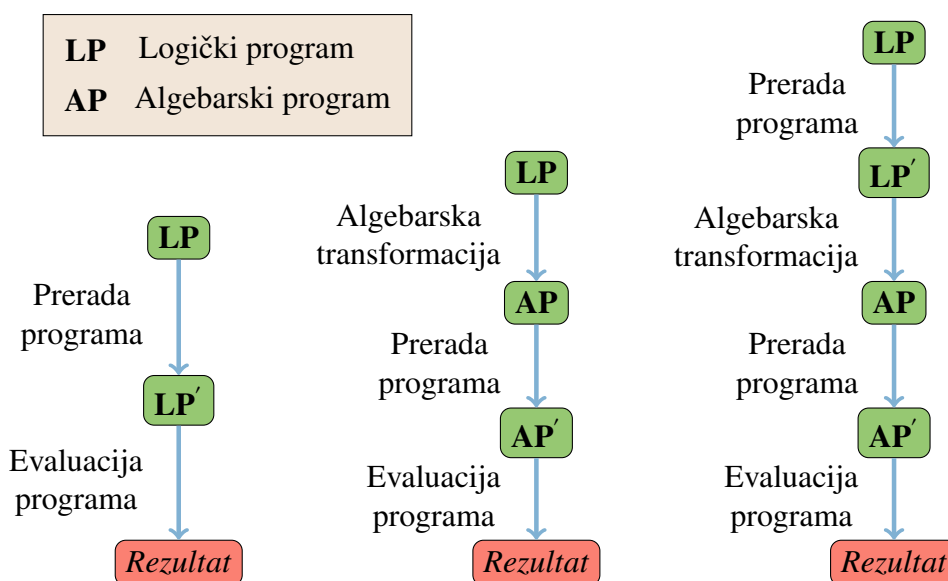 LP Logički program
AP Algebarski program
LP
Prerada
programa
LP′
Evaluacija
programa
Rezultat
LP
Algebarska
transformacija
AP
Prerada
programa
AP′
Evaluacija
programa
Rezultat
LP
Prerada
programa
LP′
Algebarska
transformacija
AP
Prerada
programa
AP′
Evaluacija
programa
Rezultat